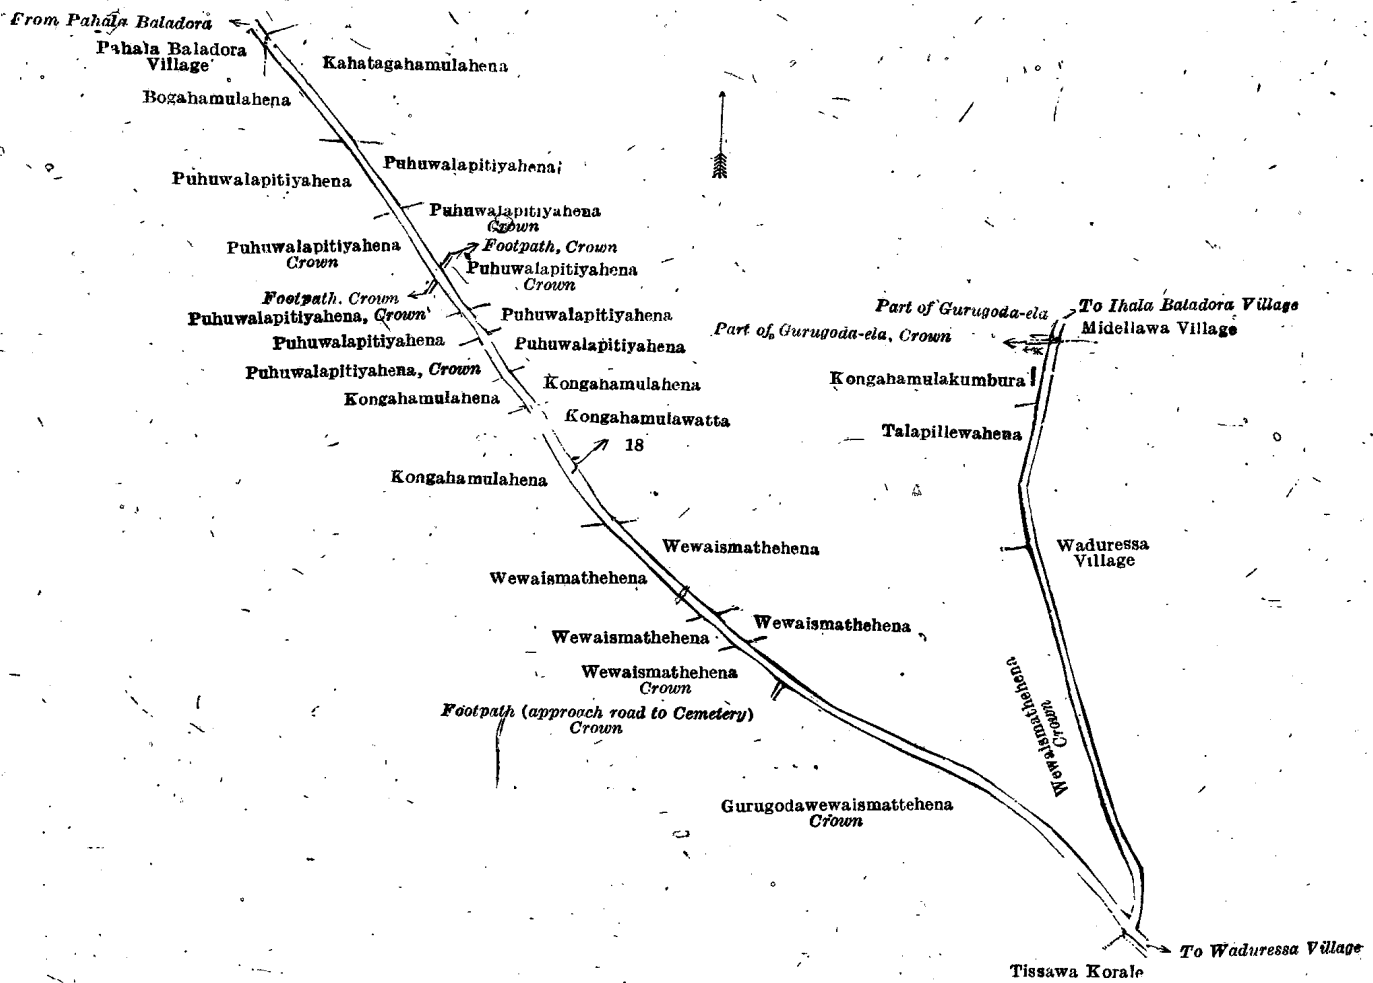 From Pahala Baladora
Pahala Baladora
Village
Kahatagahamulahena
Bogahamulahena
Puhuwalapitiyahena
Puhuwalapitiyahena
Puhuwalapitiyahena
Crown
Puhuwalapitiyahena
Crown
Footpath, Crown
Puhuwalapitiyahena
Crown
Footpath. Crown
Puhuwalapitiyahena, Crown
Puhuwalapitiyahena
Puhuwalapitiyahena
Puhuwalapitiyahena
Puhuwalapitiyahena, Crown
Kongahamulahena
Kongahamulahena
Kongahamulawatta
18
Kongahamulahena
Wewaismathehena
Wewaismathehena
Wewaismathehena
Wewaismathehena
Wewaismathehena
Crown
Footpath (approach road to Cemetery)
Crown
Gurugodawewaismattehena
Crown
Part of Gurugoda-ela
To Ihala Baladora Village
Part of Gurugoda-ela, Crown
Midellawa Village
Kongahamulakumbura
Talapillewahena
Waduressa
Village
Wewaismathehena
Crown
To Waduressa Village
Tissawa Korale